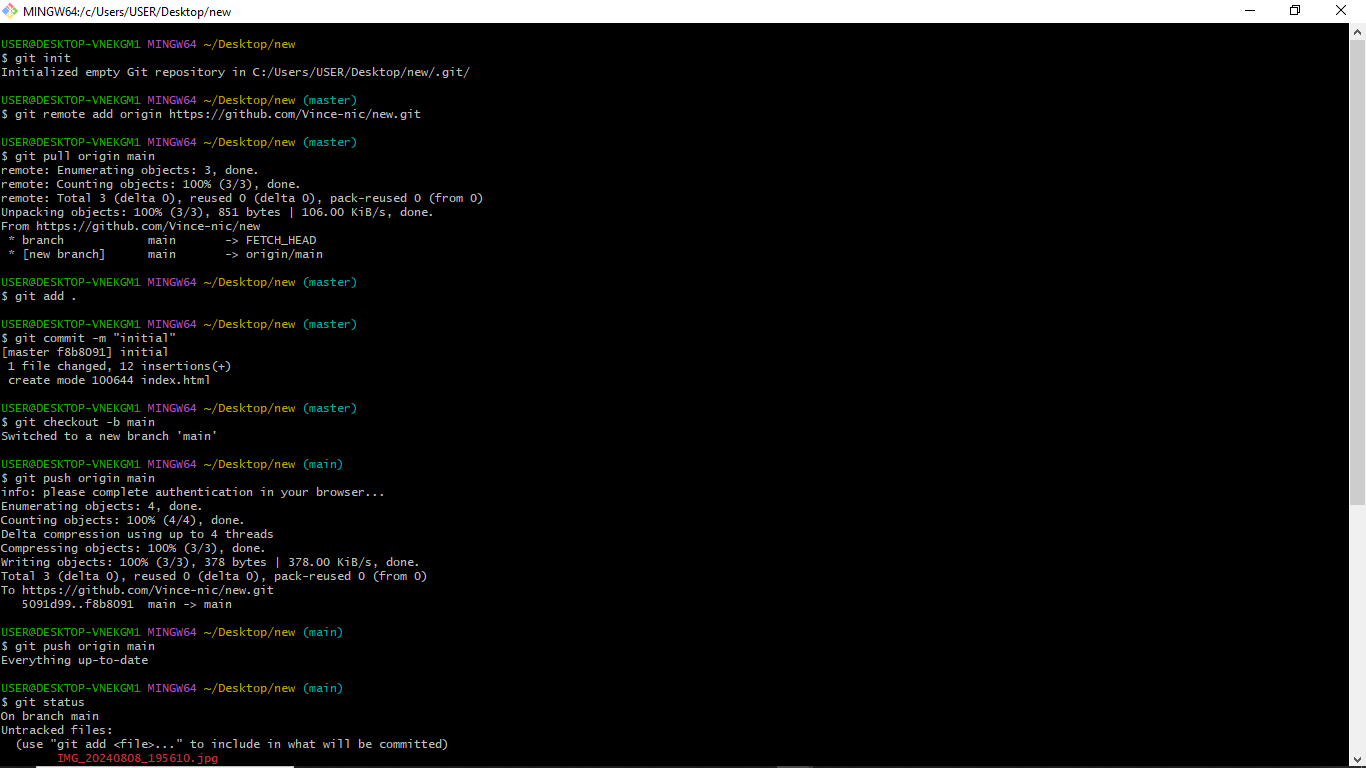 MINGW64:/c/Users/USER/Desktop/new
USER@DESKTOP-VNEKGM1 MINGW64 ~/Desktop/new
$ git init
Initialized empty Git repository in C:/Users/USER/Desktop/new/.git/
USER@DESKTOP-VNEKGM1 MINGW64 ~/Desktop/new (master)
$ git remote add origin https://github.com/Vince-nic/new.git
USER@DESKTOP-VNEKGM1 MINGW64 ~/Desktop/new (master)
$ git pull origin main
remote: Enumerating objects: 3, done.
remote: Counting objects: 100% (3/3), done.
remote: Total 3 (delta 0), reused 0 (delta 0), pack-reused 0 (from 0)
Unpacking objects: 100% (3/3), 851 bytes | 106.00 KiB/s, done.
From https://github.com/Vince-nic/new
 * branch            main       -> FETCH_HEAD
 * [new branch]      main       -> origin/main
USER@DESKTOP-VNEKGM1 MINGW64 ~/Desktop/new (master)
$ git add .
USER@DESKTOP-VNEKGM1 MINGW64 ~/Desktop/new (master)
$ git commit -m "initial"
[master f8b8091] initial
 1 file changed, 12 insertions(+)
 create mode 100644 index.html
USER@DESKTOP-VNEKGM1 MINGW64 ~/Desktop/new (master)
$ git checkout -b main
Switched to a new branch 'main'
USER@DESKTOP-VNEKGM1 MINGW64 ~/Desktop/new (main)
$ git push origin main
info: please complete authentication in your browser...
Enumerating objects: 4, done.
Counting objects: 100% (4/4), done.
Delta compression using up to 4 threads
Compressing objects: 100% (3/3), done.
Writing objects: 100% (3/3), 378 bytes | 378.00 KiB/s, done.
Total 3 (delta 0), reused 0 (delta 0), pack-reused 0 (from 0)
To https://github.com/Vince-nic/new.git
   5091d99..f8b8091  main -> main
USER@DESKTOP-VNEKGM1 MINGW64 ~/Desktop/new (main)
$ git push origin main
Everything up-to-date
USER@DESKTOP-VNEKGM1 MINGW64 ~/Desktop/new (main)
$ git status
On branch main
Untracked files:
  (use "git add <file>..." to include in what will be committed)
        IMG_20240808_195610.jpg